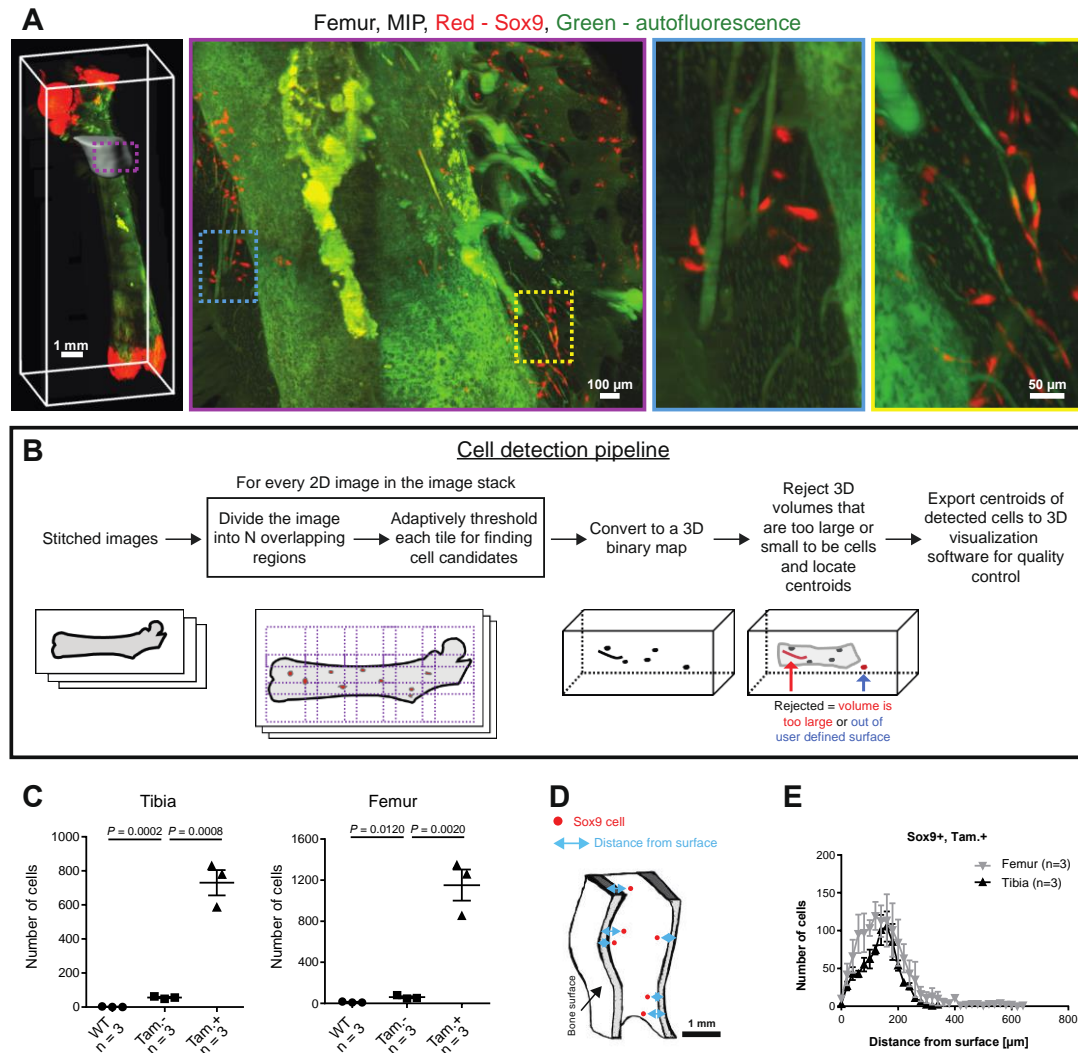 A
Femur, MIP, Red - Sox9, Green - autofluorescence
1 mm
100 µm
50 µm
B
Cell detection pipeline
For every 2D image in the image stack
Stitched images
Divide the image
into N overlapping
regions
Adaptively threshold
each tile for finding
cell candidates
Convert to a 3D
binary map
Reject 3D
volumes that
are too large or
small to be cells
and locate
centroids
Export centroids of
detected cells to 3D
visualization
software for quality
control
Rejected = volume is
too large or out of
user defined surface
C
Tibia
P = 0.0002
P = 0.0008
Number of cells
1000
800
600
400
200
0
WT
n = 3
Tam.-
n = 3
Tam.×
n = 3
Femur
P = 0.0120
P = 0.0020
Number of cells
1600
1200
800
400
0
WT
n = 3
Tam.-
n = 3
Tam.+
n = 3
D
Sox9 cell
Distance from surface
Bone surface
1 mm
E
Sox9+, Tam.+
Femur (n=3)
Tibia (n=3)
Number of cells
200
150
100
50
0
0
200
400
600
800
Distance from surface [µm]